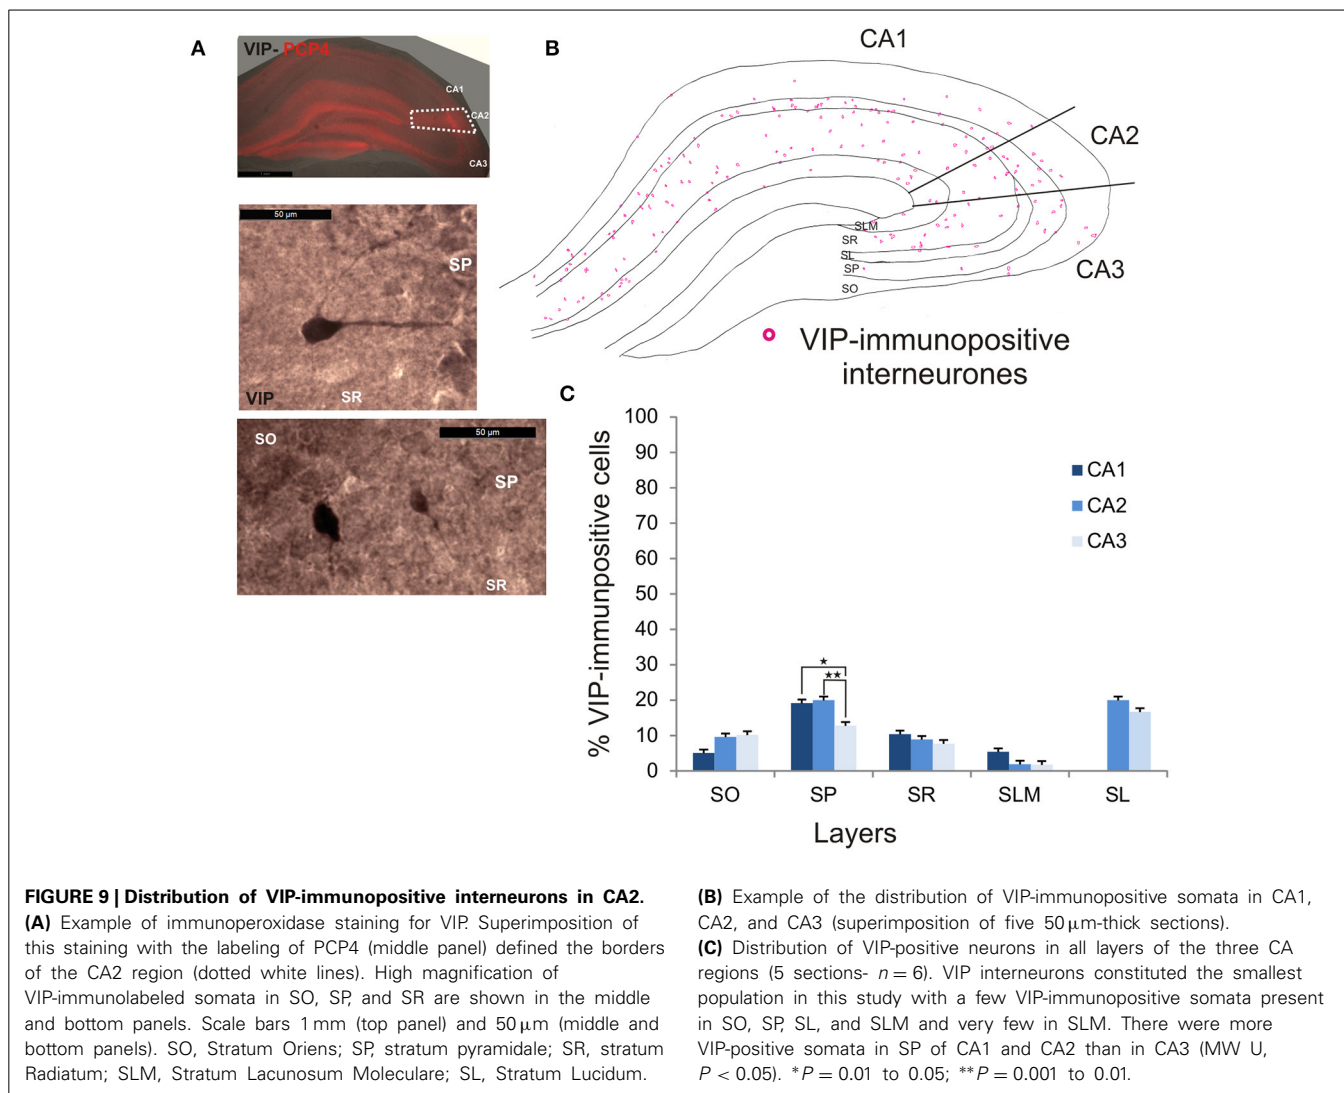 A
VIP-PCP4
CA1
CA2
CA3
1 mm
50 µm
SP
VIP
SR
SO
50 µm
SP
SR
B
CA1
CA2
CA3
SLM
SR
SL
SP
SO
VIP-immunopositive
interneurones
C
% VIP-immunpositive cells
100
90
80
70
60
50
40
30
20
10
0
CA1
CA2
CA3
★
★★
SO SP SR SLM SL
Layers
FIGURE 9 | Distribution of VIP-immunopositive interneurons in CA2.
(A) Example of immunoperoxidase staining for VIP. Superimposition of
this staining with the labeling of PCP4 (middle panel) defined the borders
of the CA2 region (dotted white lines). High magnification of
VIP-immunolabeled somata in SO, SP, and SR are shown in the middle
and bottom panels. Scale bars 1 mm (top panel) and 50 µm (middle and
bottom panels). SO, Stratum Oriens; SP, stratum pyramidale; SR, stratum
Radiatum; SLM, Stratum Lacunosum Moleculare; SL, Stratum Lucidum.
(B) Example of the distribution of VIP-immunopositive somata in CA1,
CA2, and CA3 (superimposition of five 50 µm-thick sections).
(C) Distribution of VIP-positive neurons in all layers of the three CA
regions (5 sections- n = 6). VIP interneurons constituted the smallest
population in this study with a few VIP-immunopositive somata present
in SO, SP, SL, and SLM and very few in SLM. There were more
VIP-positive somata in SP of CA1 and CA2 than in CA3 (MW U,
P < 0.05). *P = 0.01 to 0.05; **P = 0.001 to 0.01.